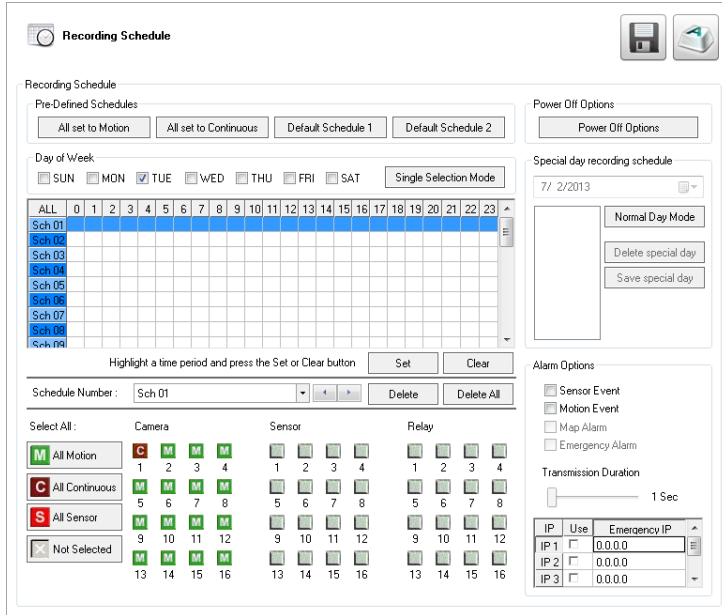 Recording Schedule
A
Recording Schedule
Pre-Defined Schedules
All set to Motion All set to Continuous Default Schedule 1 Default Schedule 2
Power Off Options
Power Off Options
Day of Week
SUN MON TUE WED THU FRI SAT Single Selection Mode
Special day recording schedule
7/ 2/2013
Normal Day Mode
Delete special day
Save special day
ALL 0 1 2 3 4 5 6 7 8 9 10 11 12 13 14 15 16 17 18 19 20 21 22 23
Sch 01
Sch 02
Sch 03
Sch 04
Sch 05
Sch 06
Sch 07
Sch 08
Sch 09
Highlight a time period and press the Set or Clear button Set Clear
Schedule Number : Sch 01 Delete Delete All
Select All : Camera Sensor Relay
M All Motion C M M M
1 2 3 4 1 2 3 4 1 2 3 4
C All Continuous M M M M
5 6 7 8 5 6 7 8 5 6 7 8
S All Sensor M M M M
9 10 11 12 9 10 11 12 9 10 11 12
Not Selected M M M M
13 14 15 16 13 14 15 16 13 14 15 16
Alarm Options
Sensor Event
Motion Event
Map Alarm
Emergency Alarm
Transmission Duration
1 Sec
IP Use Emergency IP
IP 1 0.0.0.0
IP 2 0.0.0.0
IP 3 0.0.0.0